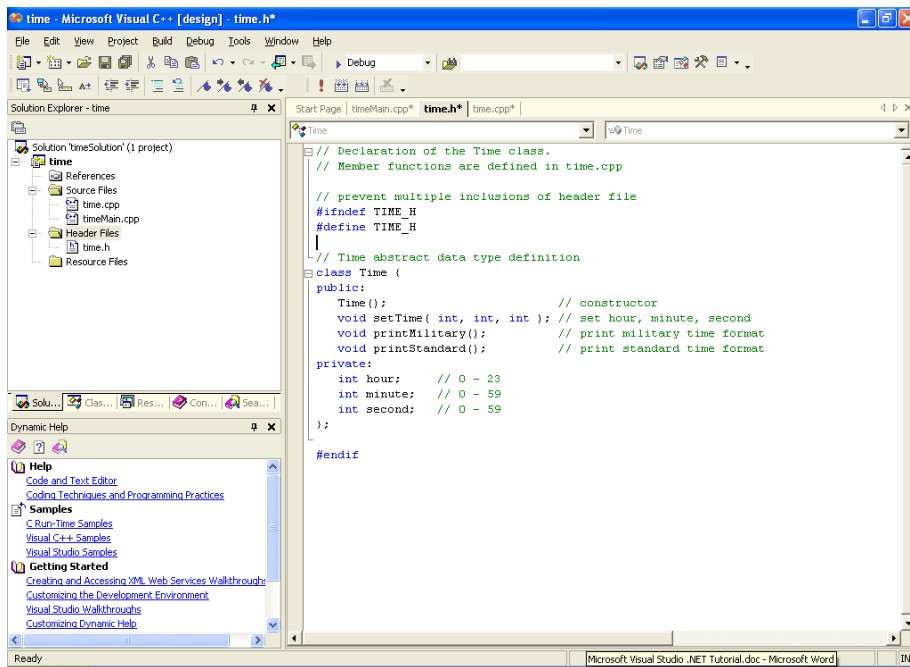 time - Microsoft Visual C++ [design] - time.h*
File Edit View Project Build Debug Tools Window Help
Debug
Solution Explorer - time
Start Page timeMain.cpp* time.h* time.cpp*
Time Time
Solution 'timeSolution' (1 project)
time
References
Source Files
time.cpp
timeMain.cpp
Header Files
time.h
Resource Files
// Declaration of the Time class.
// Member functions are defined in time.cpp
// prevent multiple inclusions of header file
#ifndef TIME_H
#define TIME_H
// Time abstract data type definition
class Time {
public:
Time(); // constructor
void setTime( int, int, int ); // set hour, minute, second
void printMilitary(); // print military time format
void printStandard(); // print standard time format
private:
int hour; // 0 - 23
int minute; // 0 - 59
int second; // 0 - 59
};
#endif
Solu... Clas... Res... Con... Sea...
Dynamic Help
Help
Code and Text Editor
Coding Techniques and Programming Practices
Samples
C Run-Time Samples
Visual C++ Samples
Visual Studio Samples
Getting Started
Creating and Accessing XML Web Services Walkthroughs
Customizing the Development Environment
Visual Studio Walkthroughs
Customizing Dynamic Help
Ready
Microsoft Visual Studio .NET Tutorial.doc - Microsoft Word
IN